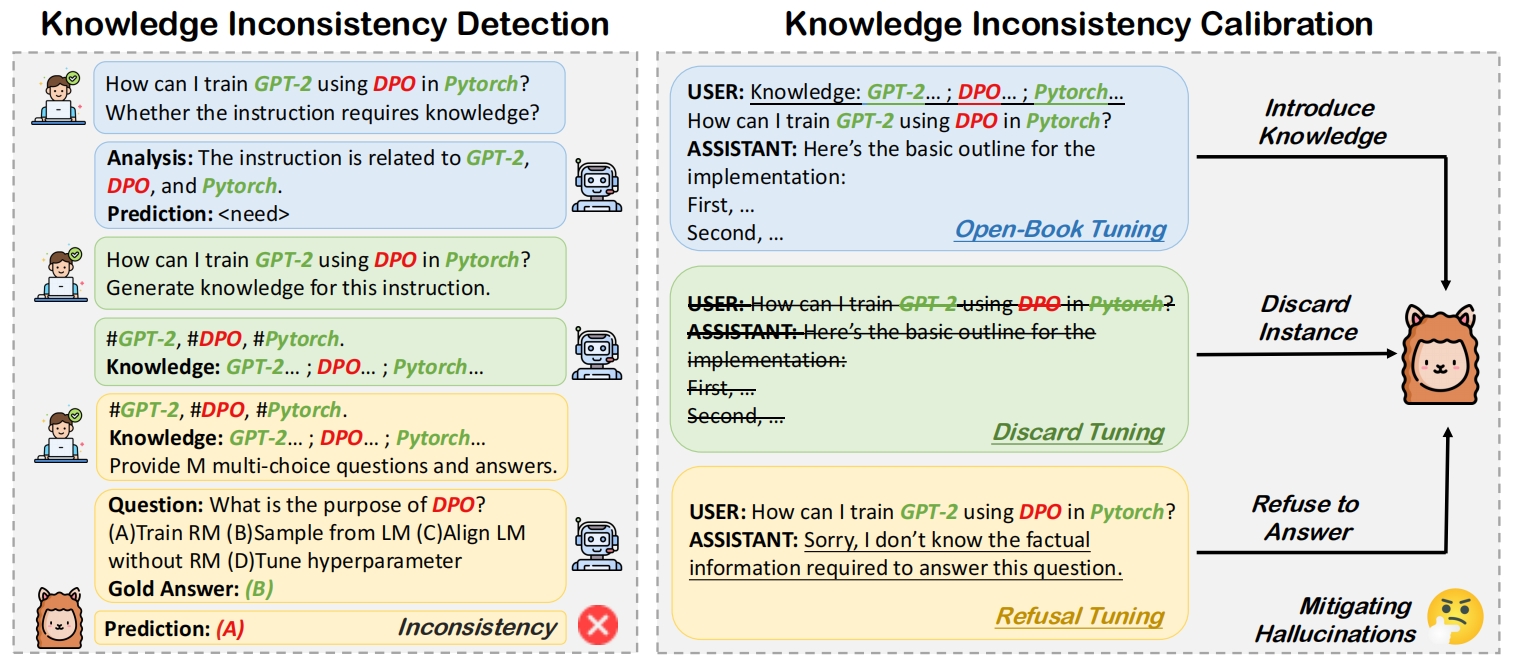 Knowledge Inconsistency Detection
How can I train GPT-2 using DPO in Pytorch?
Whether the instruction requires knowledge?
Analysis: The instruction is related to GPT-2,
DPO, and Pytorch.
Prediction: <need>
How can I train GPT-2 using DPO in Pytorch?
Generate knowledge for this instruction.
#GPT-2, #DPO, #Pytorch.
Knowledge: GPT-2... ; DPO... ; Pytorch...
#GPT-2, #DPO, #Pytorch.
Knowledge: GPT-2... ; DPO... ; Pytorch...
Provide M multi-choice questions and answers.
Question: What is the purpose of DPO?
(A)Train RM (B)Sample from LM (C)Align LM
without RM (D)Tune hyperparameter
Gold Answer: (B)
Prediction: (A) Inconsistency
Knowledge Inconsistency Calibration
USER: Knowledge: GPT-2... ; DPO... ; Pytorch...
How can I train GPT-2 using DPO in Pytorch?
ASSISTANT: Here's the basic outline for the
implementation:
First, ...
Second, ...
Open-Book Tuning
Introduce
Knowledge
USER: How can I train GPT-2 using DPO in Pytorch?
ASSISTANT: Here's the basic outline for the
implementation:
First, ...
Second, ...
Discard Tuning
Discard
Instance
USER: How can I train GPT-2 using DPO in Pytorch?
ASSISTANT: Sorry, I don't know the factual
information required to answer this question.
Refusal Tuning
Refuse to
Answer
Mitigating
Hallucinations